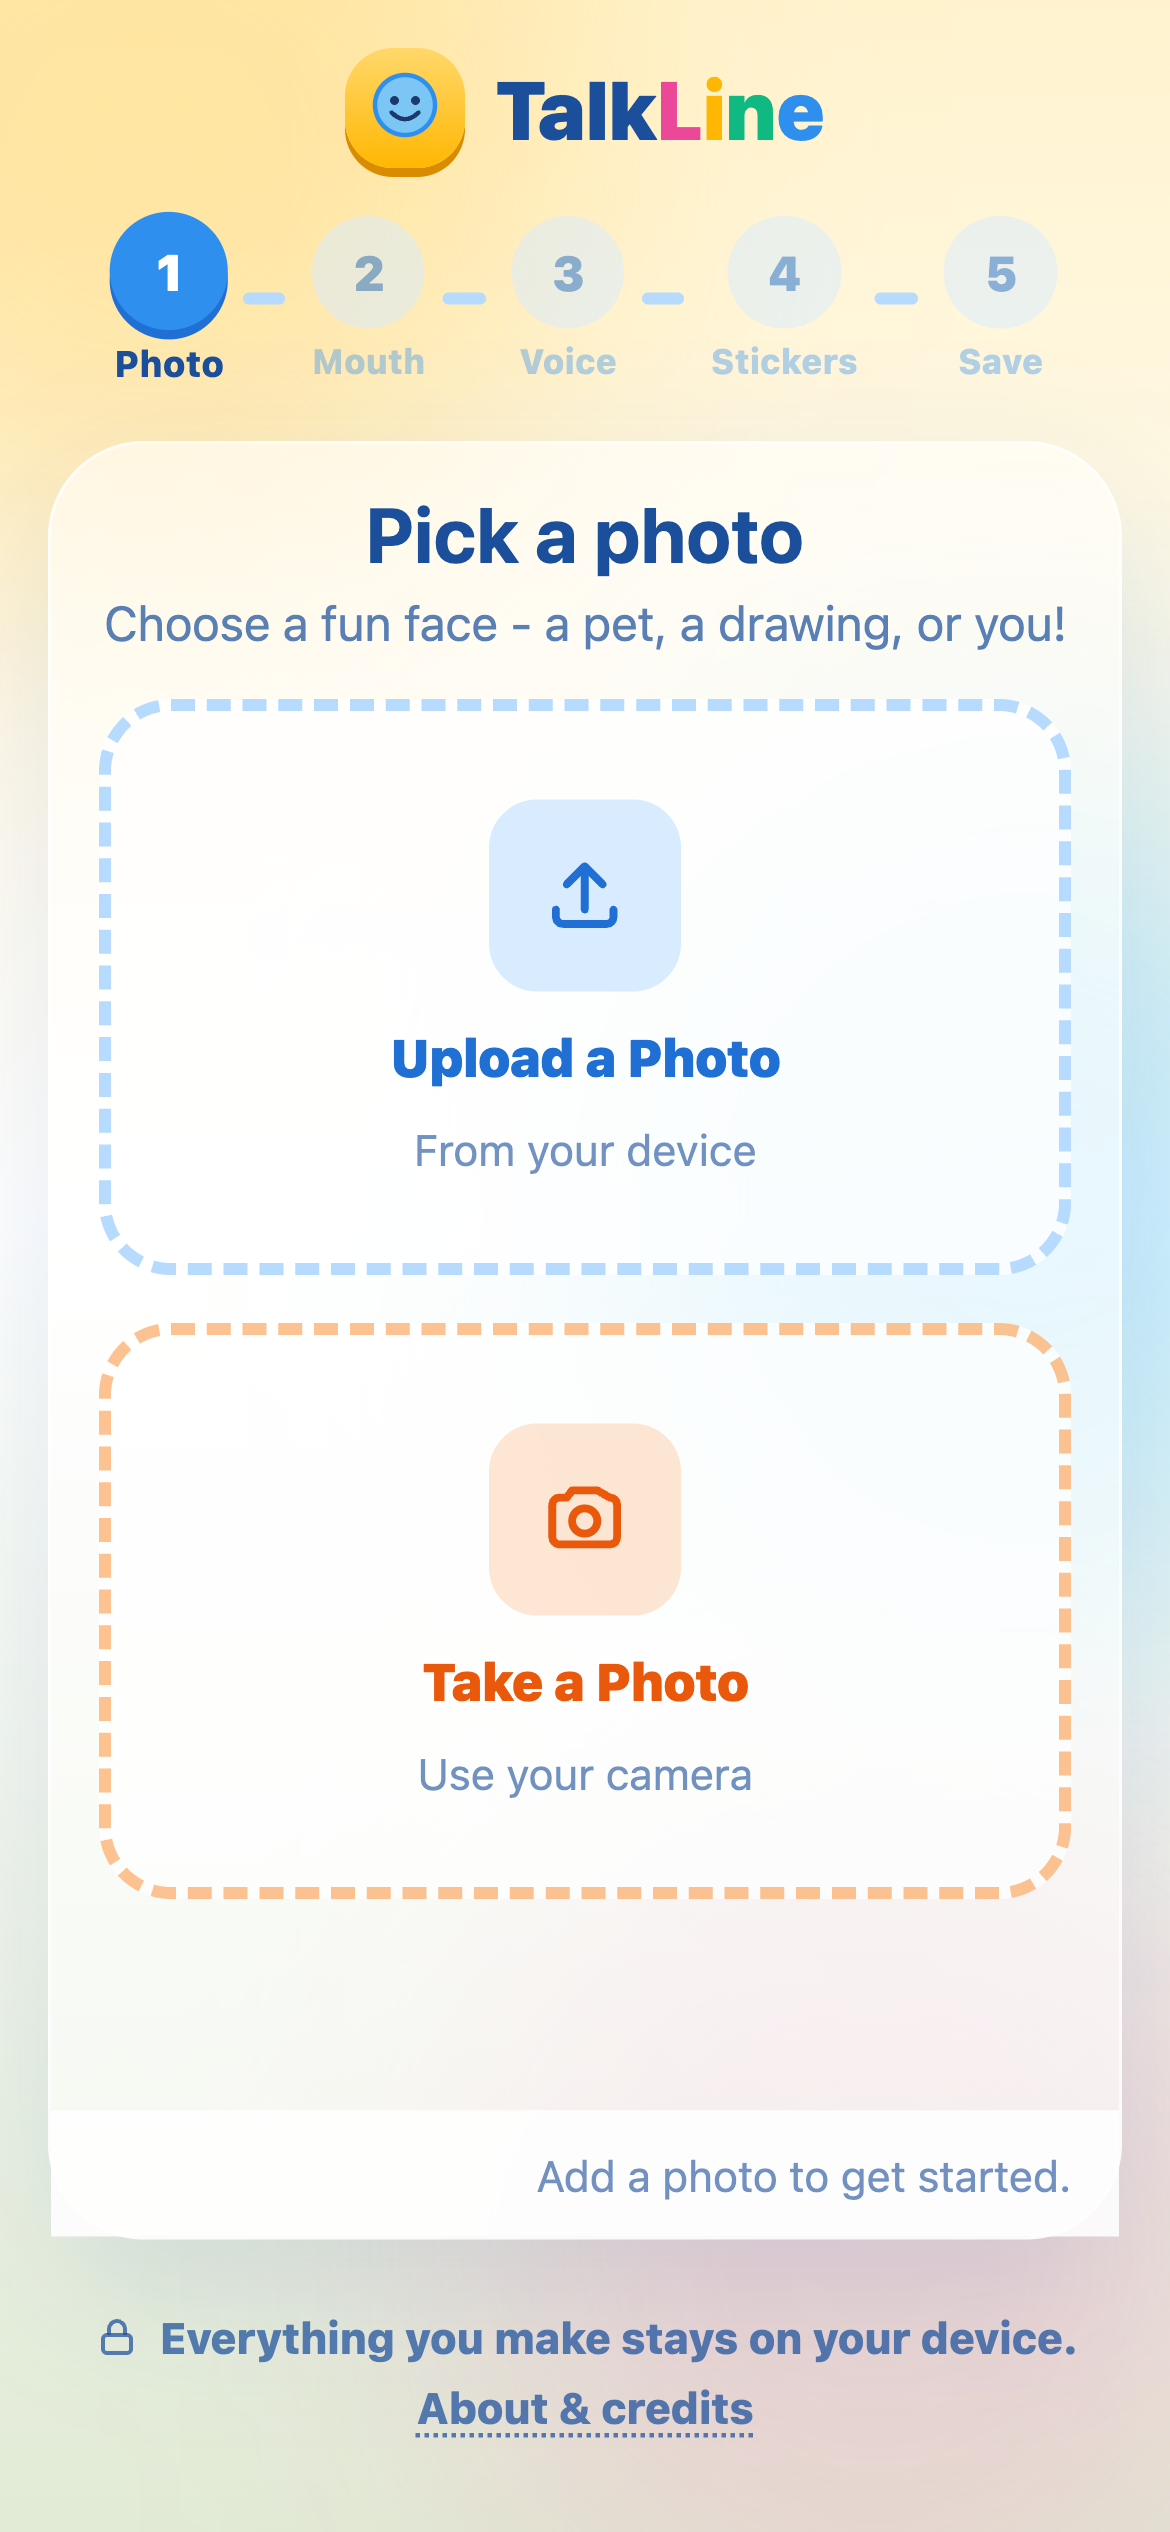 TalkLine
1 2 3 4 5
Photo Mouth Voice Stickers Save
Pick a photo
Choose a fun face - a pet, a drawing, or you!
Upload a Photo
From your device
Take a Photo
Use your camera
Add a photo to get started.
Everything you make stays on your device.
About & credits